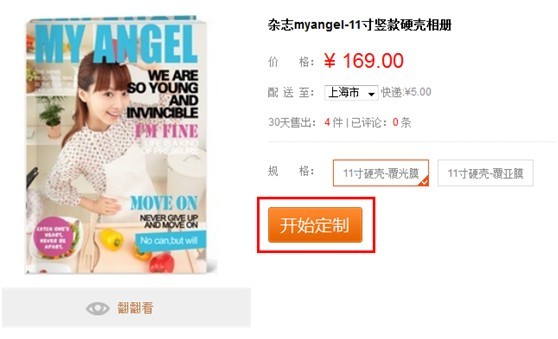 MY ANGEL
WE ARE
SO YOUNG
AND
INVINCIBLE
I'M FINE
MOVE ON
NEVER GIVE UP
AND MOVE ON
No can,but will
CATCH ONE'S
HEART,
NEVER BE
APART.
翻翻看
杂志myangel-11寸竖款硬壳相册
价 格: ¥ 169.00
配 送 至: 上海市 快递:¥5.00
30天售出: 4 件 | 已评论: 0 条
规 格: 11寸硬壳-覆光膜 11寸硬壳-覆亚膜
开始定制